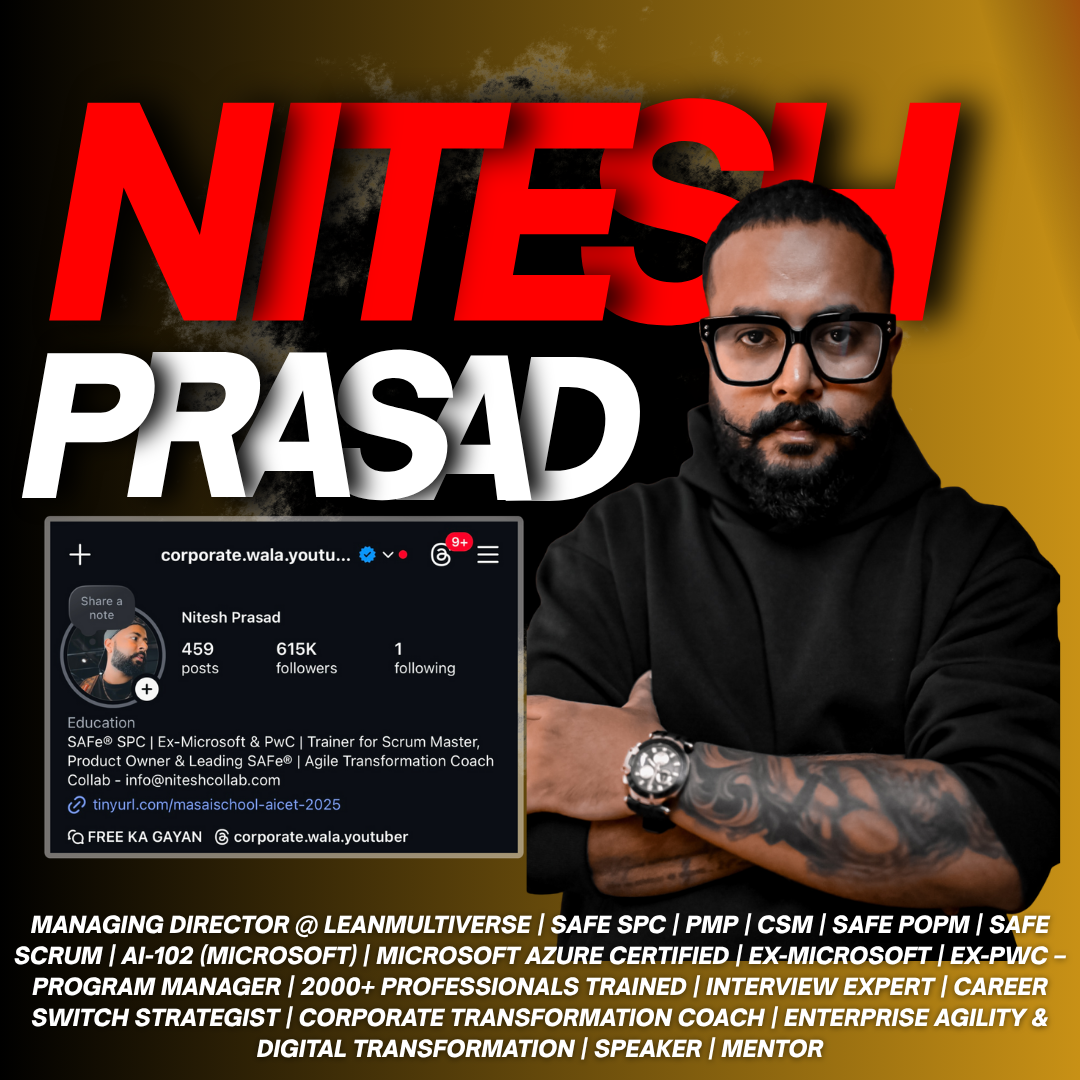 NITESH
PRASAD
corporate.wala.youtu...
9+
Share a
note
Nitesh Prasad
459 615K 1
posts followers following
Education
SAFe® SPC | Ex-Microsoft & PwC | Trainer for Scrum Master,
Product Owner & Leading SAFe® | Agile Transformation Coach
Collab - info@niteshcollab.com
tinyurl.com/masaischool-aicet-2025
FREE KA GAYAN corporate.wala.youtuber
MANAGING DIRECTOR @ LEANMULTIVERSE | SAFE SPC | PMP | CSM | SAFE POPM | SAFE
SCRUM | AI-102 (MICROSOFT) | MICROSOFT AZURE CERTIFIED | EX-MICROSOFT | EX-PWC –
PROGRAM MANAGER | 2000+ PROFESSIONALS TRAINED | INTERVIEW EXPERT | CAREER
SWITCH STRATEGIST | CORPORATE TRANSFORMATION COACH | ENTERPRISE AGILITY &
DIGITAL TRANSFORMATION | SPEAKER | MENTOR